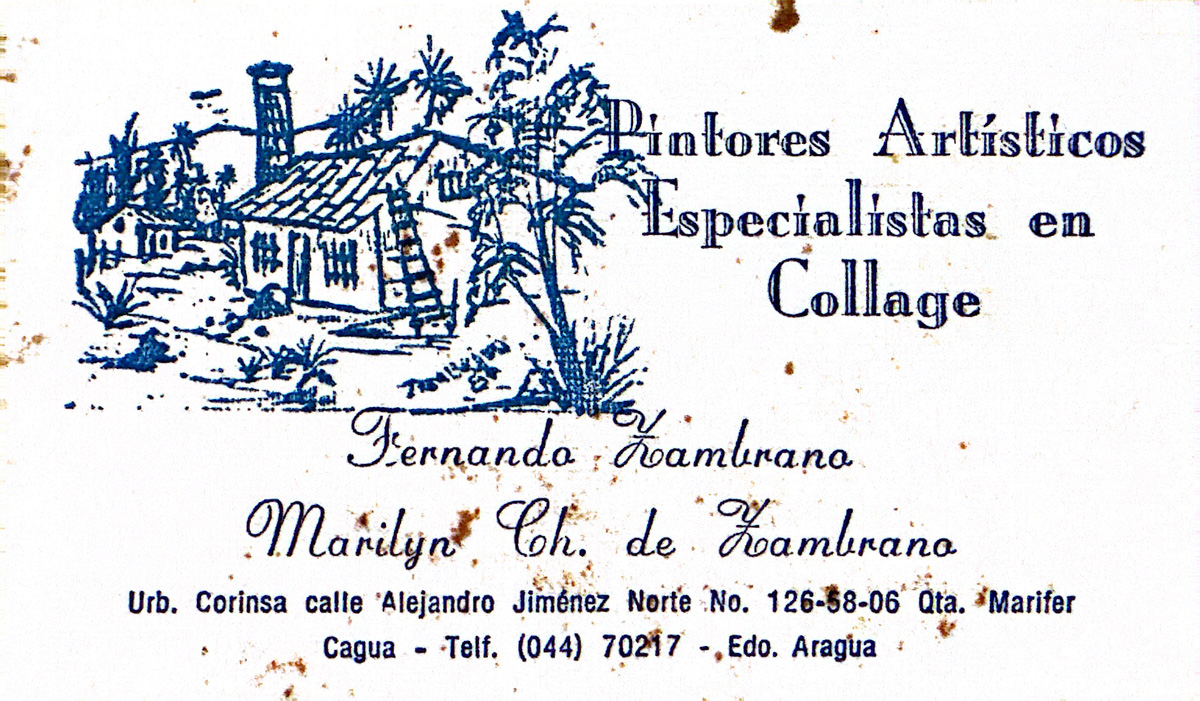 Pintores Artísticos
Especialistas en
Collage
Fernando Zambrano
Marilyn Ch. de Zambrano
Urb. Corinsa calle Alejandro Jiménez Norte No. 126-58-06 Qta. Marifer
Cagua - Telf. (044) 70217 - Edo. Aragua